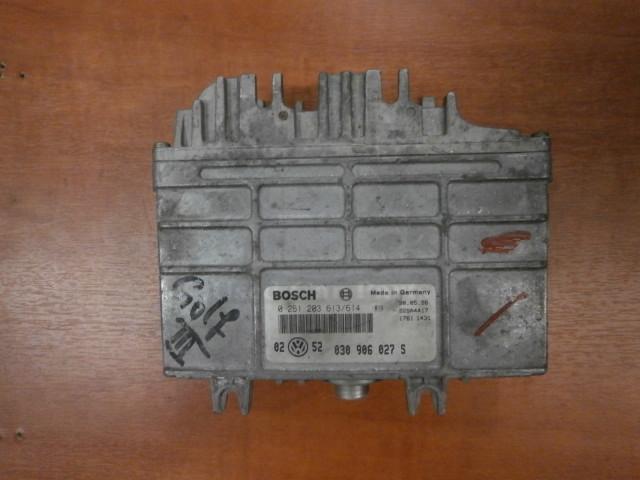 BOSCH
Made in Germany
0 261 203 613/614
02 52 030 906 027 S
Golf
III